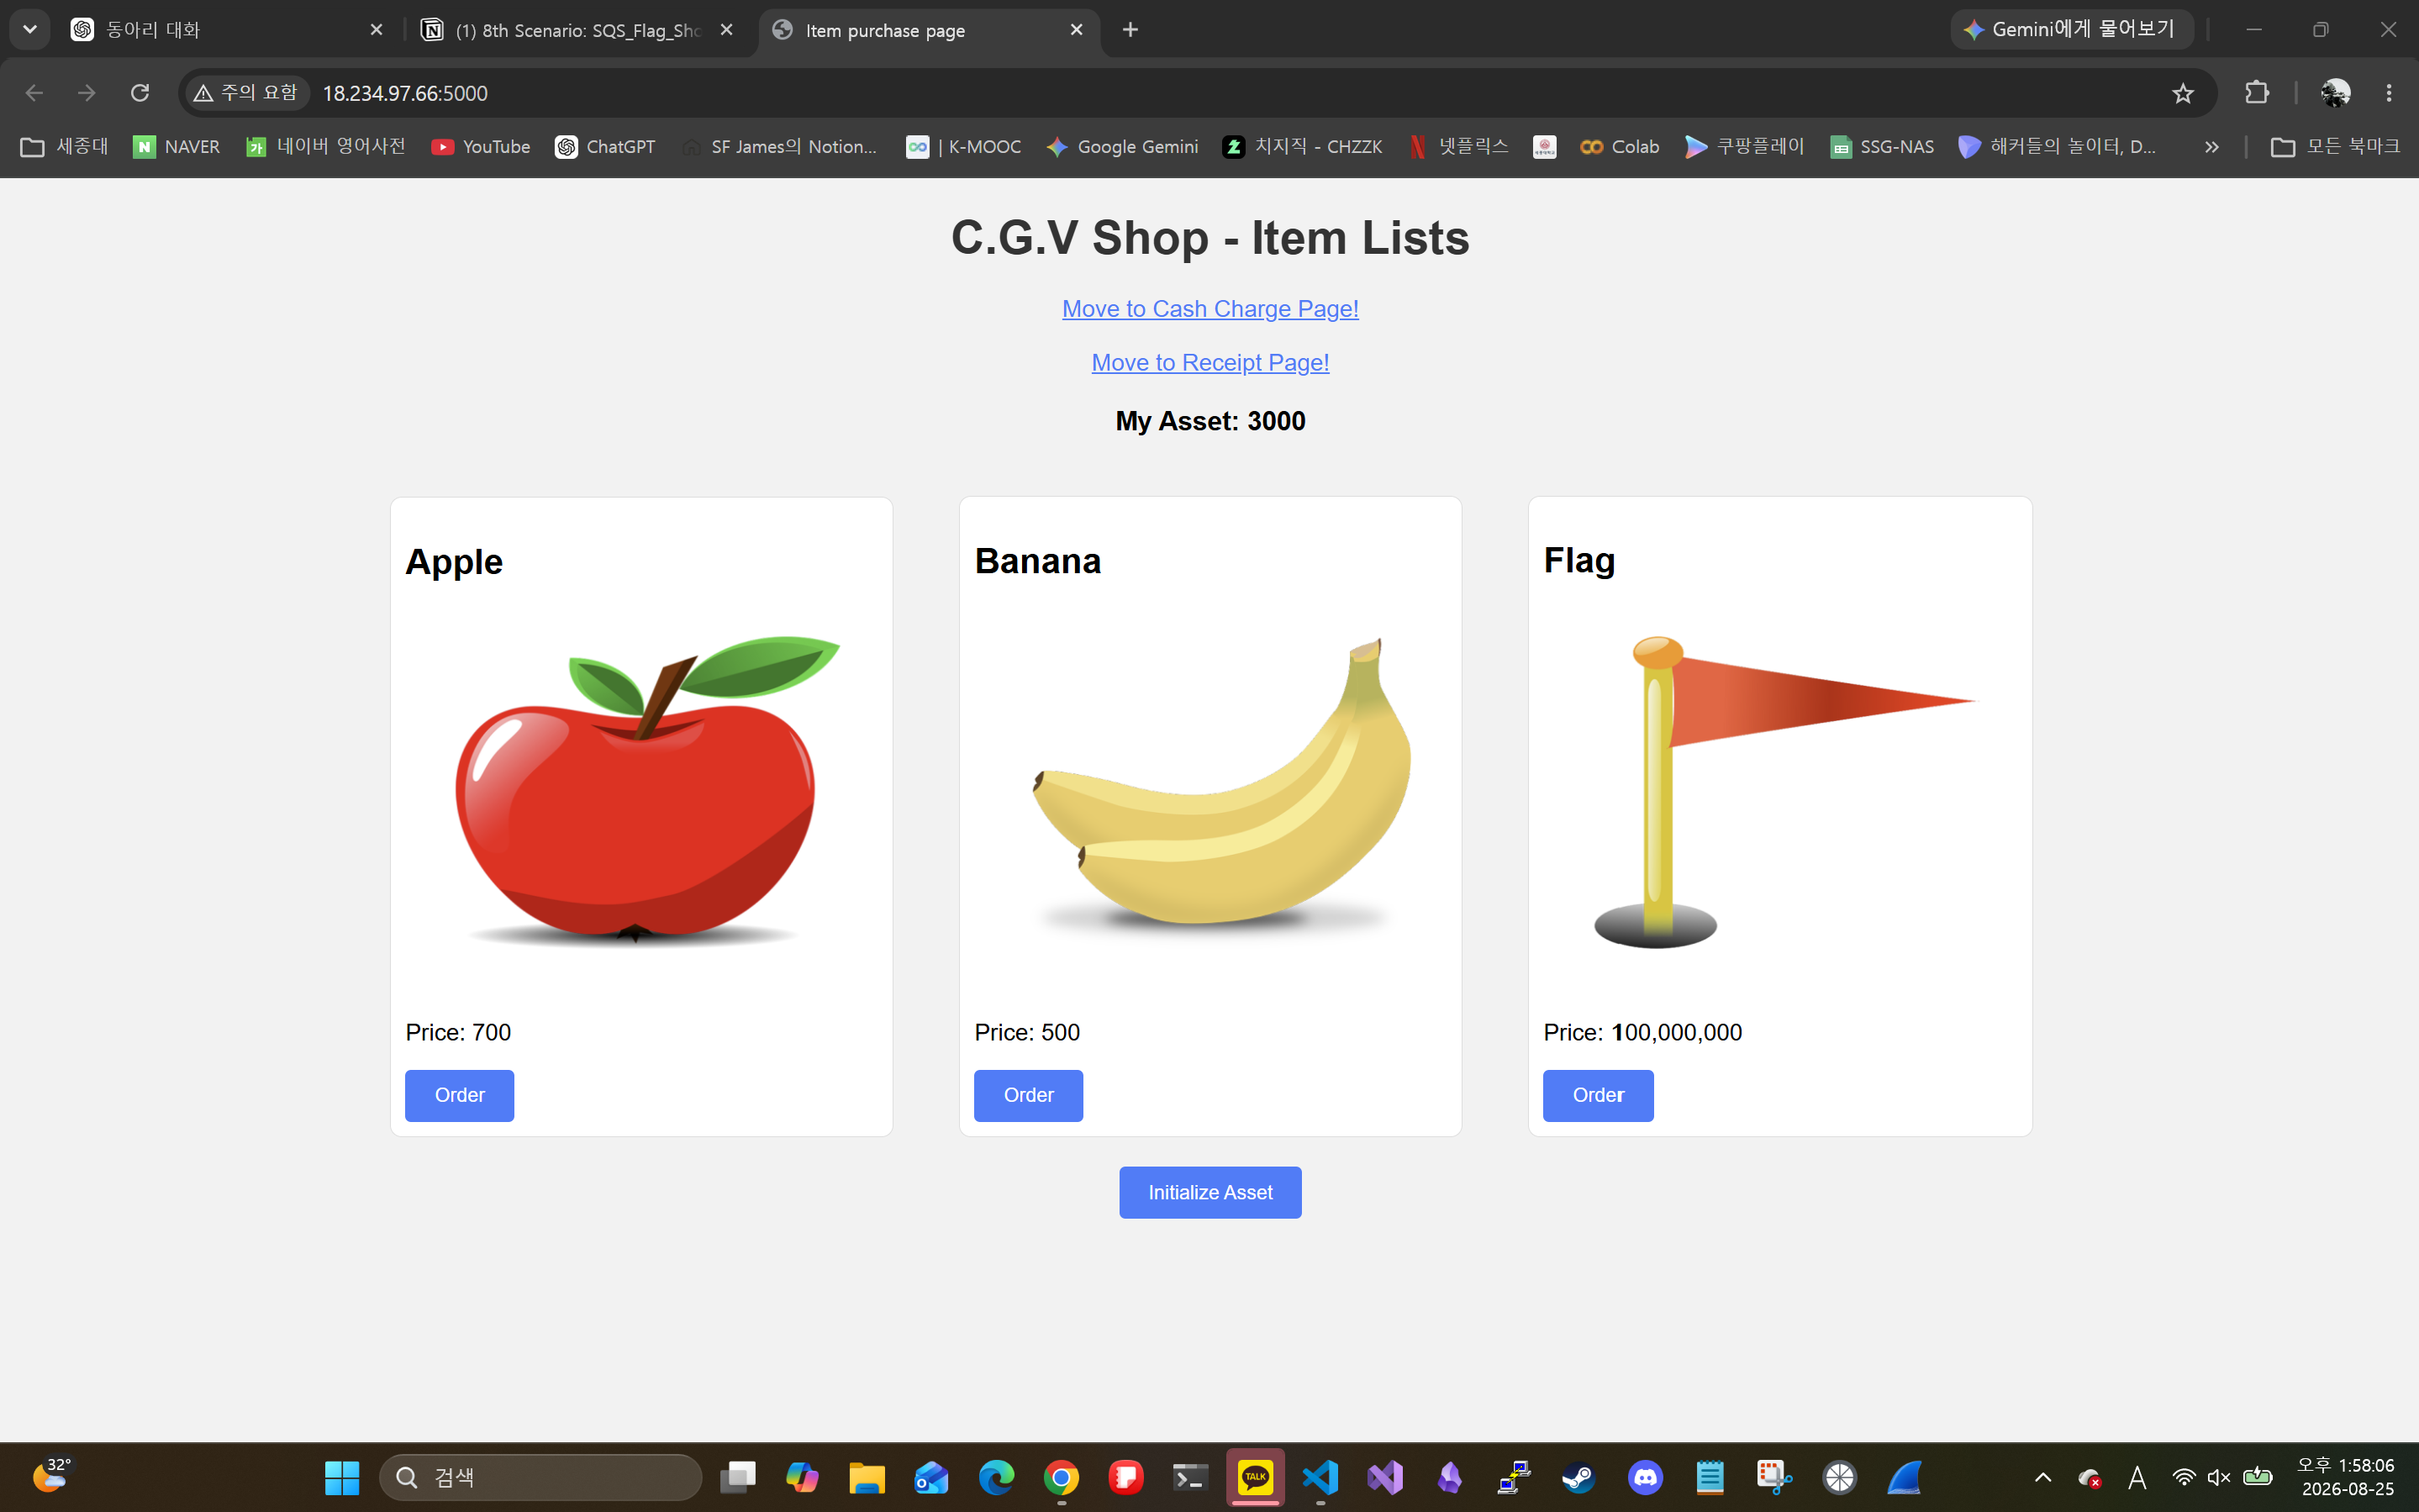 동아리 대화
(1) 8th Scenario: SQS_Flag_Sho
Item purchase page
Gemini에게 물어보기
주의 요함
18.234.97.66:5000
세종대
NAVER
네이버 영어사전
YouTube
ChatGPT
SF James의 Notion...
| K-MOOC
Google Gemini
치지직 - CHZZK
넷플릭스
Colab
쿠팡플레이
SSG-NAS
해커들의 놀이터, D...
모든 북마크
C.G.V Shop - Item Lists
Move to Cash Charge Page!
Move to Receipt Page!
My Asset: 3000
Apple
Price: 700
Order
Banana
Price: 500
Order
Flag
Price: 100,000,000
Order
Initialize Asset
32°
검색
TALK
A
오후 1:58:06
2026-08-25